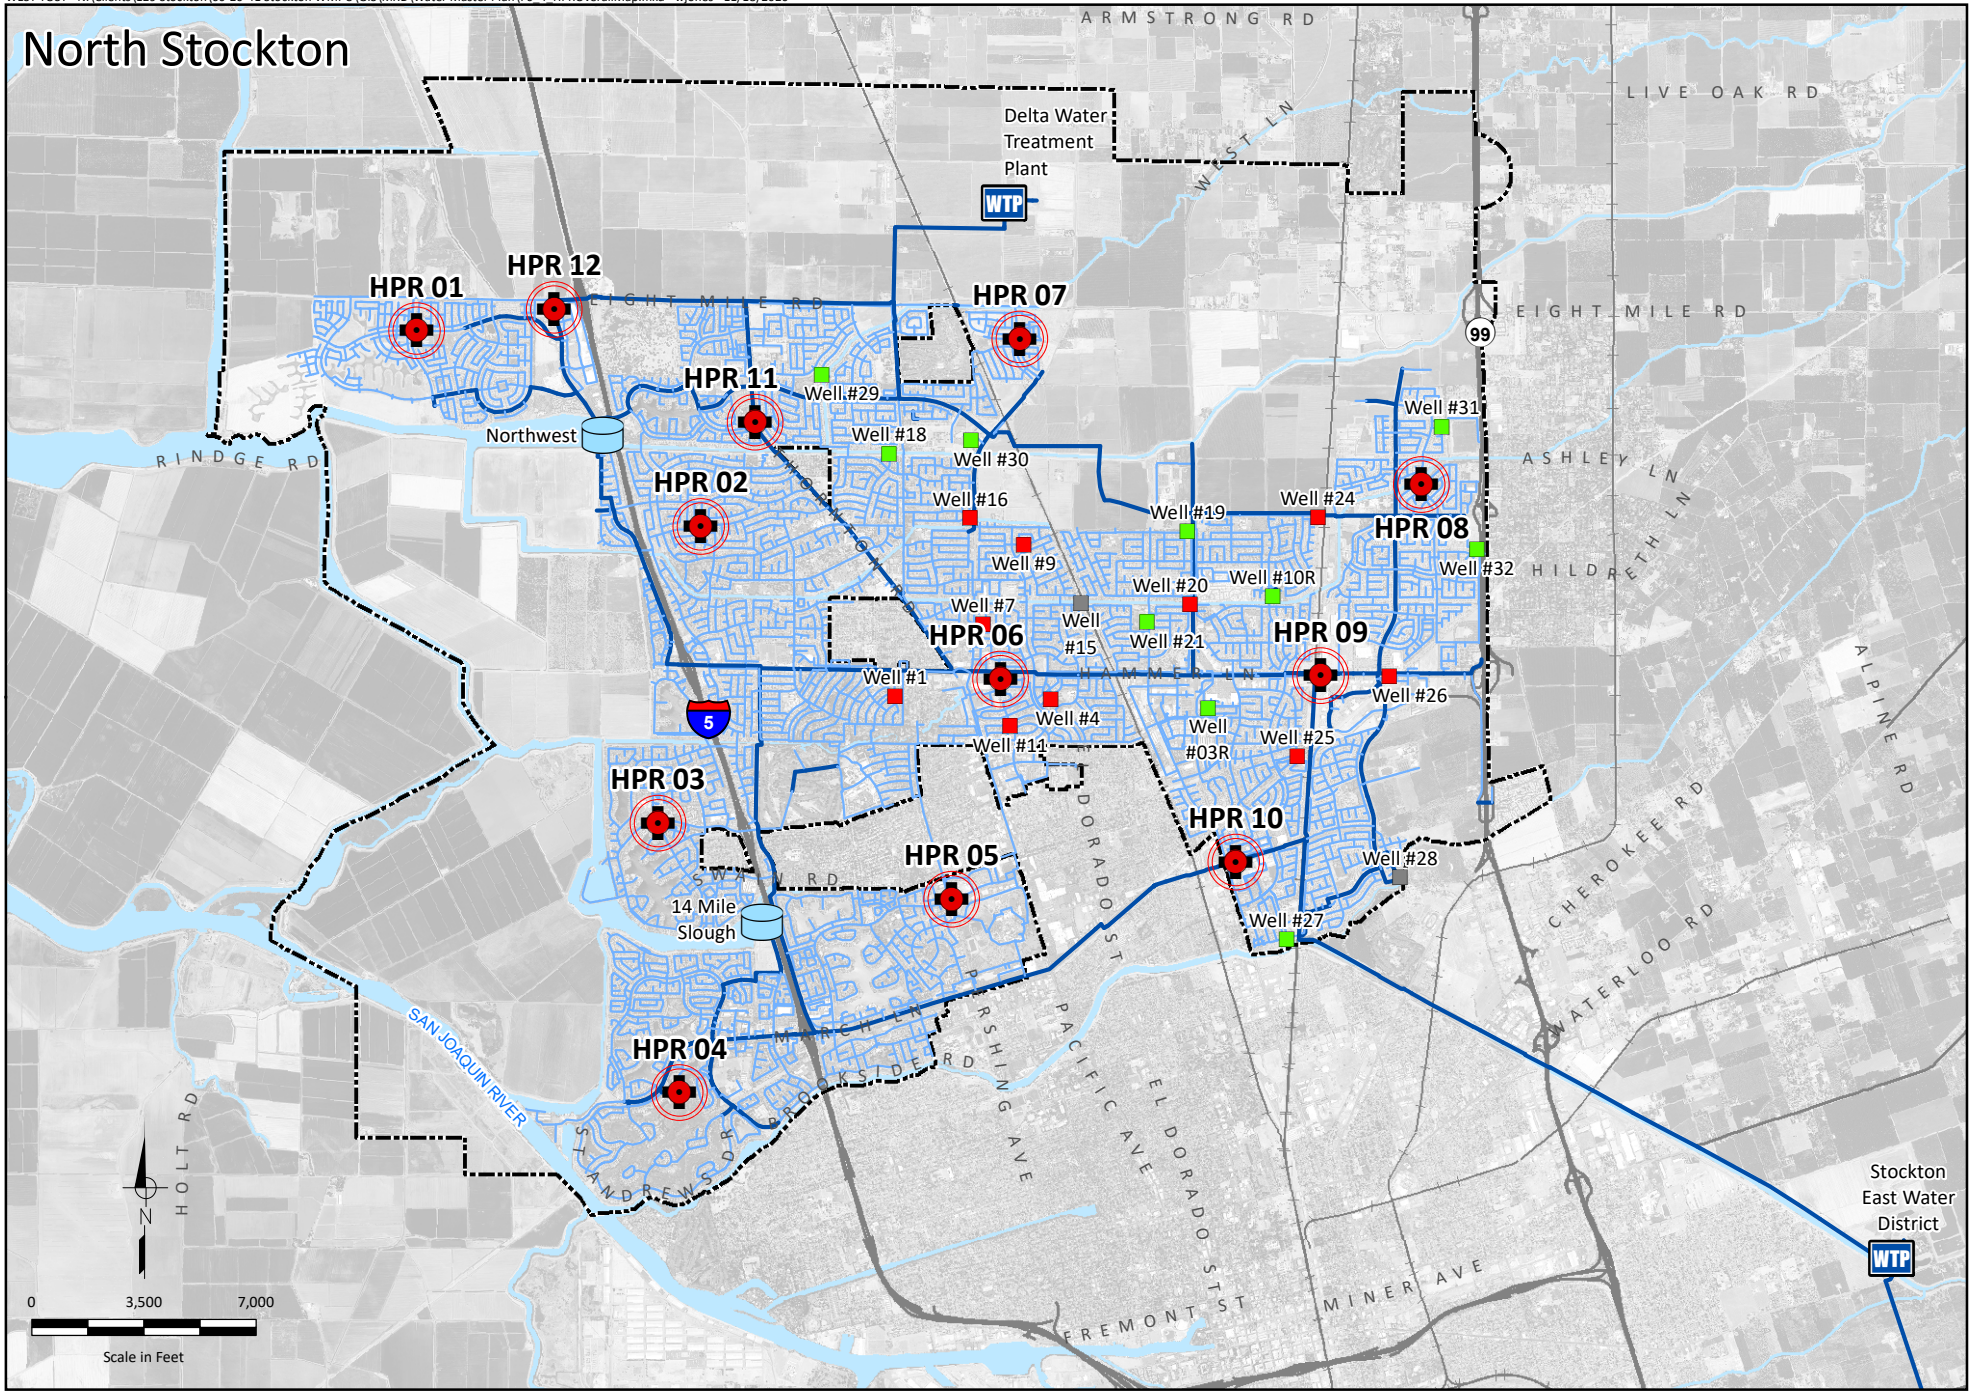 North Stockton
ARMSTRONG RD
LIVE OAK RD
WEST LN
Delta Water
Treatment
Plant
WTP
HPR 12
HPR 01
EIGHT MILE RD
HPR 07
EIGHT MILE RD
99
HPR 11
Well #29
Well #31
Northwest
Well #18
Well #30
RINDGE RD
ASHLEY LN
HPR 02
THORNTON RD
Well #16
Well #19
Well #24
HPR 08
Well #9
Well #32
HILDRETH LN
Well #20
Well #10R
Well #7
Well
#15
Well #21
HPR 06
HPR 09
HAMMER LN
Well #1
Well #26
ALPINE RD
5
Well #4
Well #11
Well
#03R
Well #25
HPR 03
HPR 10
EL DORADO ST
CHEROKEE RD
HPR 05
Well #28
SWAIN RD
14 Mile
Slough
Well #27
WATERLOO RD
PERSHING AVE
PACIFIC AVE
SAN JOAQUIN RIVER
MARCH LN
HPR 04
BROOKSIDE RD
EL DORADO ST
HOLT RD
ST ANDREWS DR
N
Stockton
East Water
District
WTP
MINER AVE
FREMONT ST
0 3,500 7,000
Scale in Feet